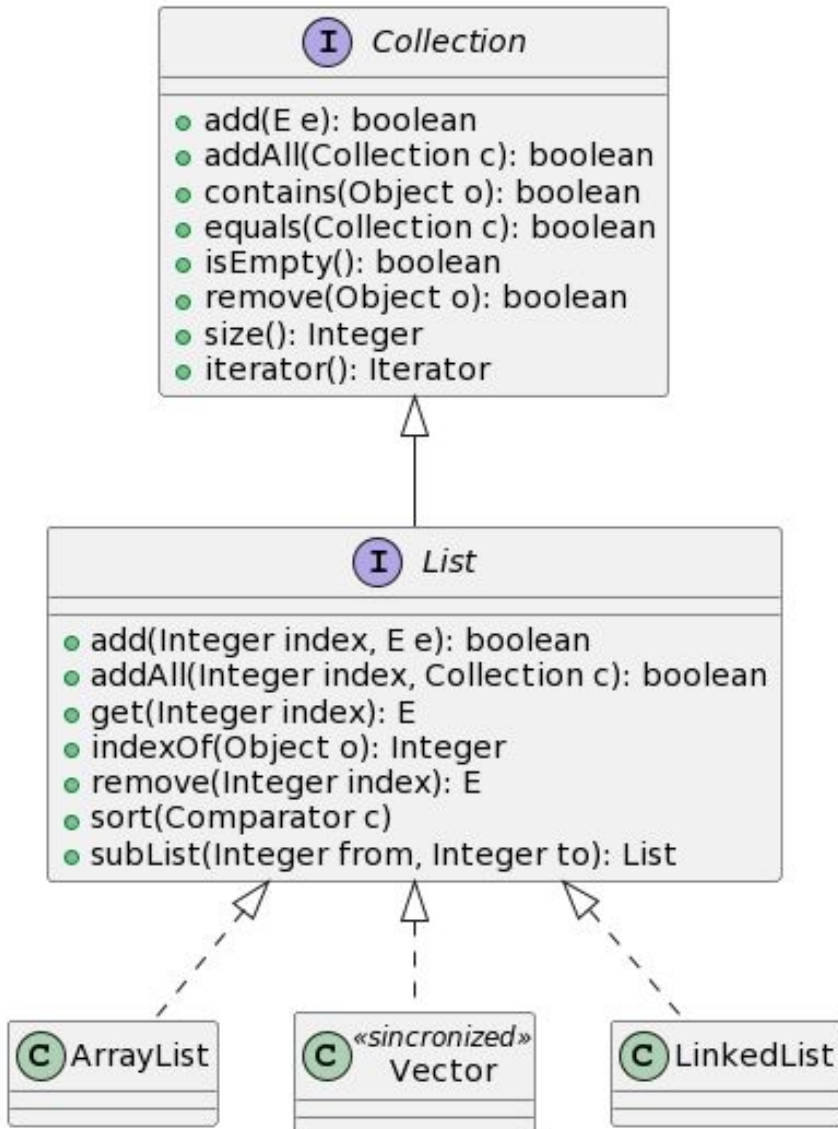 I Collection
add(E e): boolean
addAll(Collection c): boolean
contains(Object o): boolean
equals(Collection c): boolean
isEmpty(): boolean
remove(Object o): boolean
size(): Integer
iterator(): Iterator
I List
add(Integer index, E e): boolean
addAll(Integer index, Collection c): boolean
get(Integer index): E
indexOf(Object o): Integer
remove(Integer index): E
sort(Comparator c)
subList(Integer from, Integer to): List
C ArrayList
C «sincronized»
Vector
C LinkedList